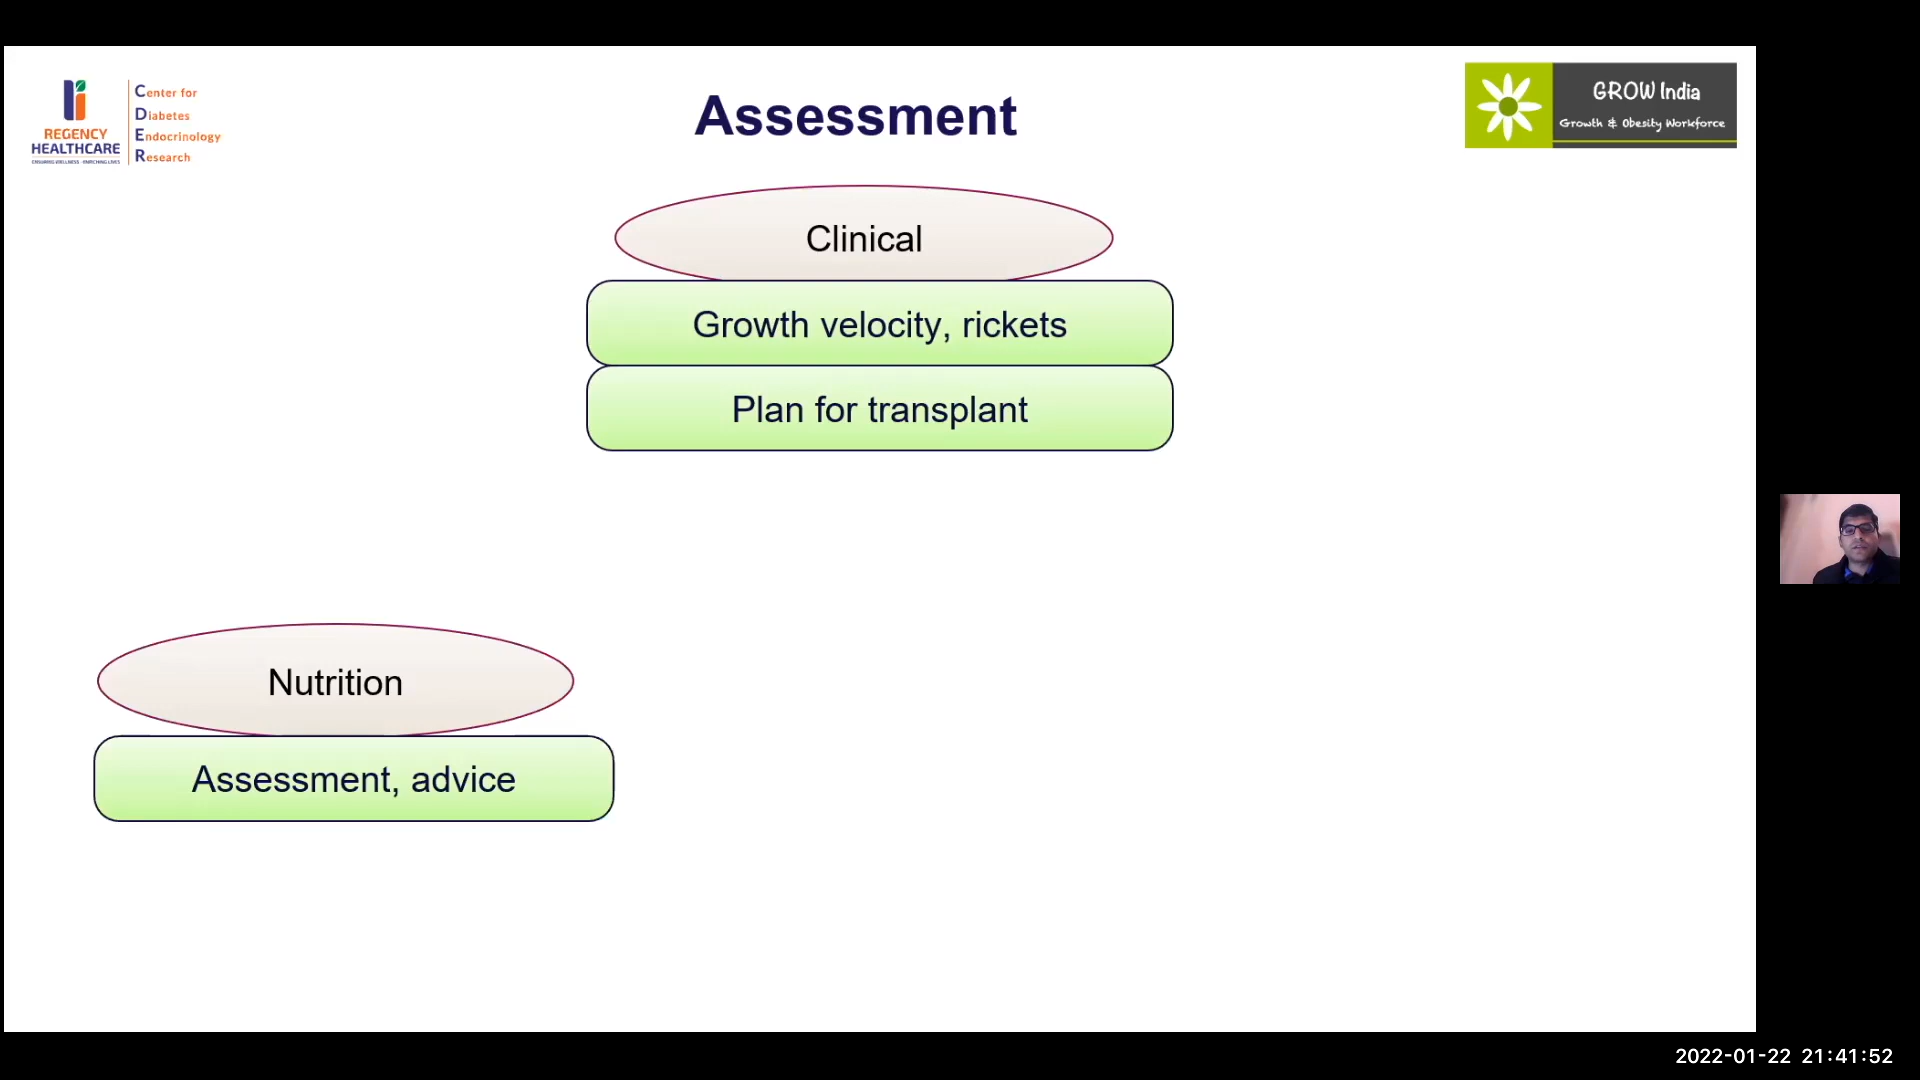 Center for
Diabetes
Endocrinology
Research
REGENCY
HEALTHCARE
Assessment
GROW India
Growth & Obesity Workforce
Clinical
Growth velocity, rickets
Plan for transplant
Nutrition
Assessment, advice
2022-01-22 21:41:52